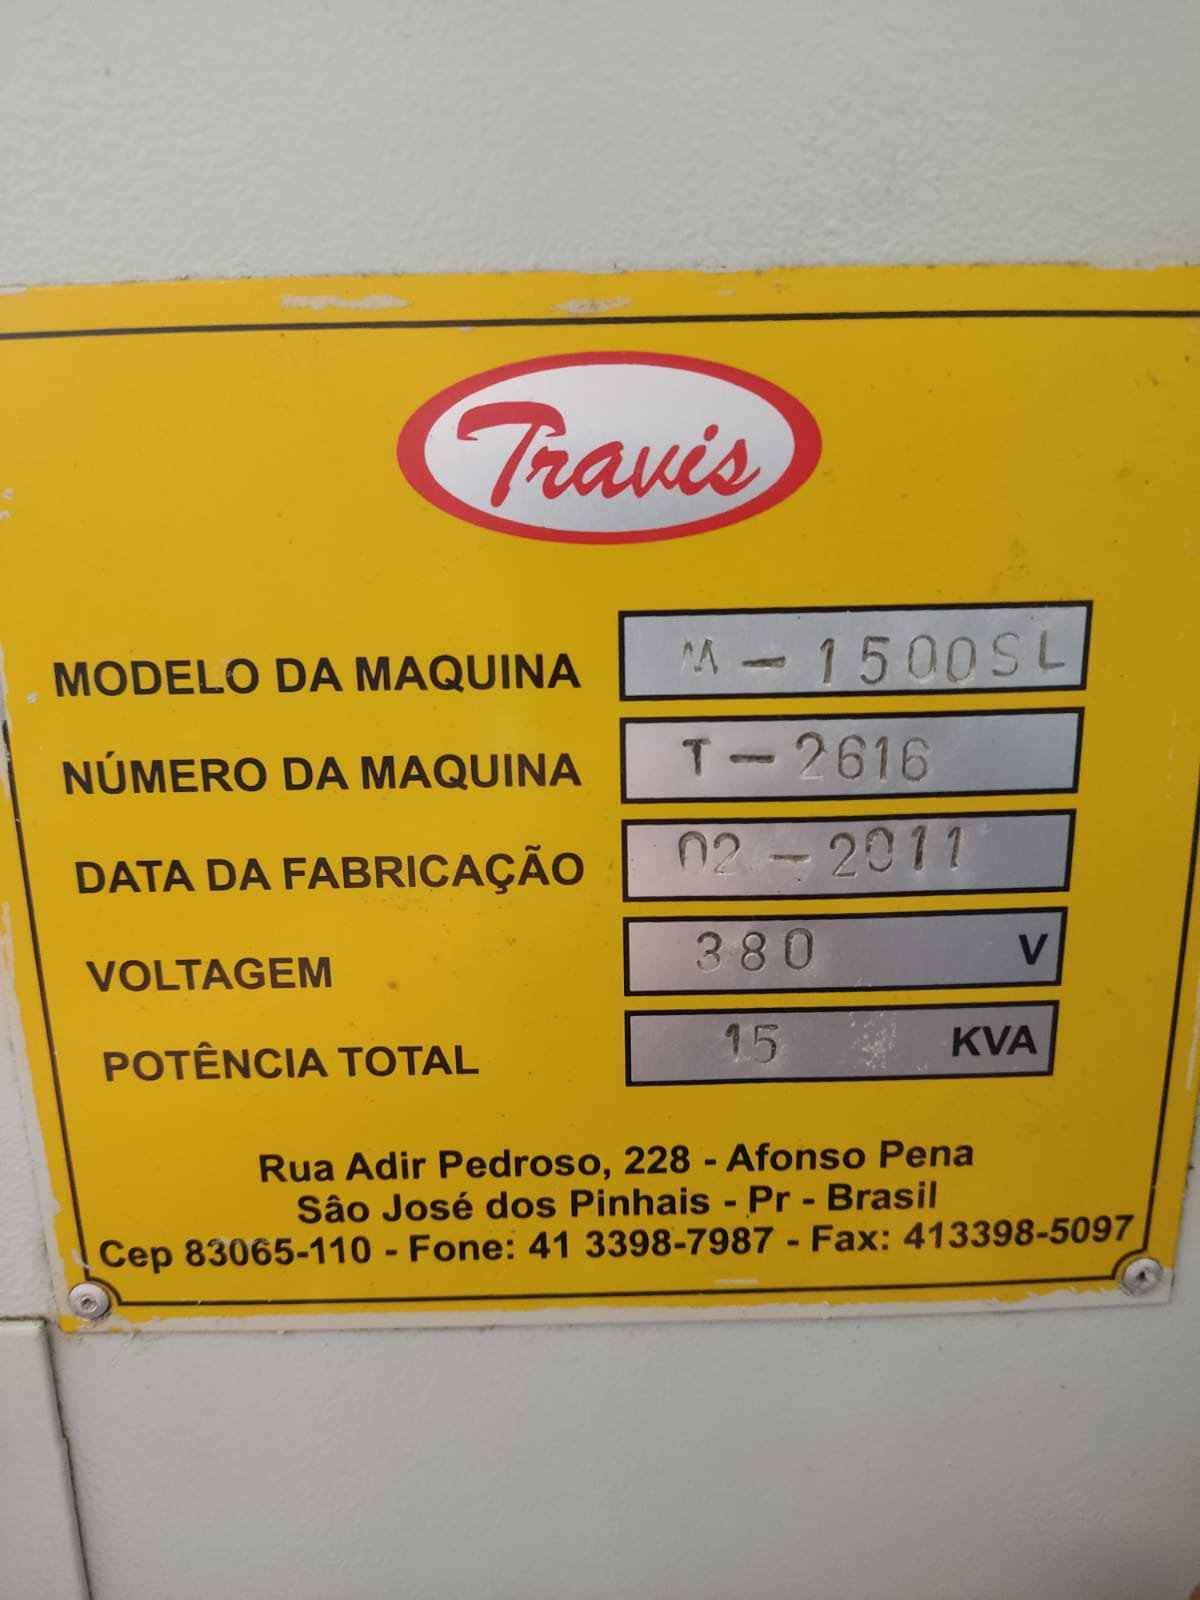 Travis
MODELO DA MAQUINA M-1500SL
NÚMERO DA MAQUINA T-2616
DATA DA FABRICAÇÃO 02-2011
VOLTAGEM 380 V
POTÊNCIA TOTAL 15 KVA
Rua Adir Pedroso, 228 - Afonso Pena
Sâo José dos Pinhais - Pr - Brasil
Cep 83065-110 - Fone: 41 3398-7987 - Fax: 413398-5097